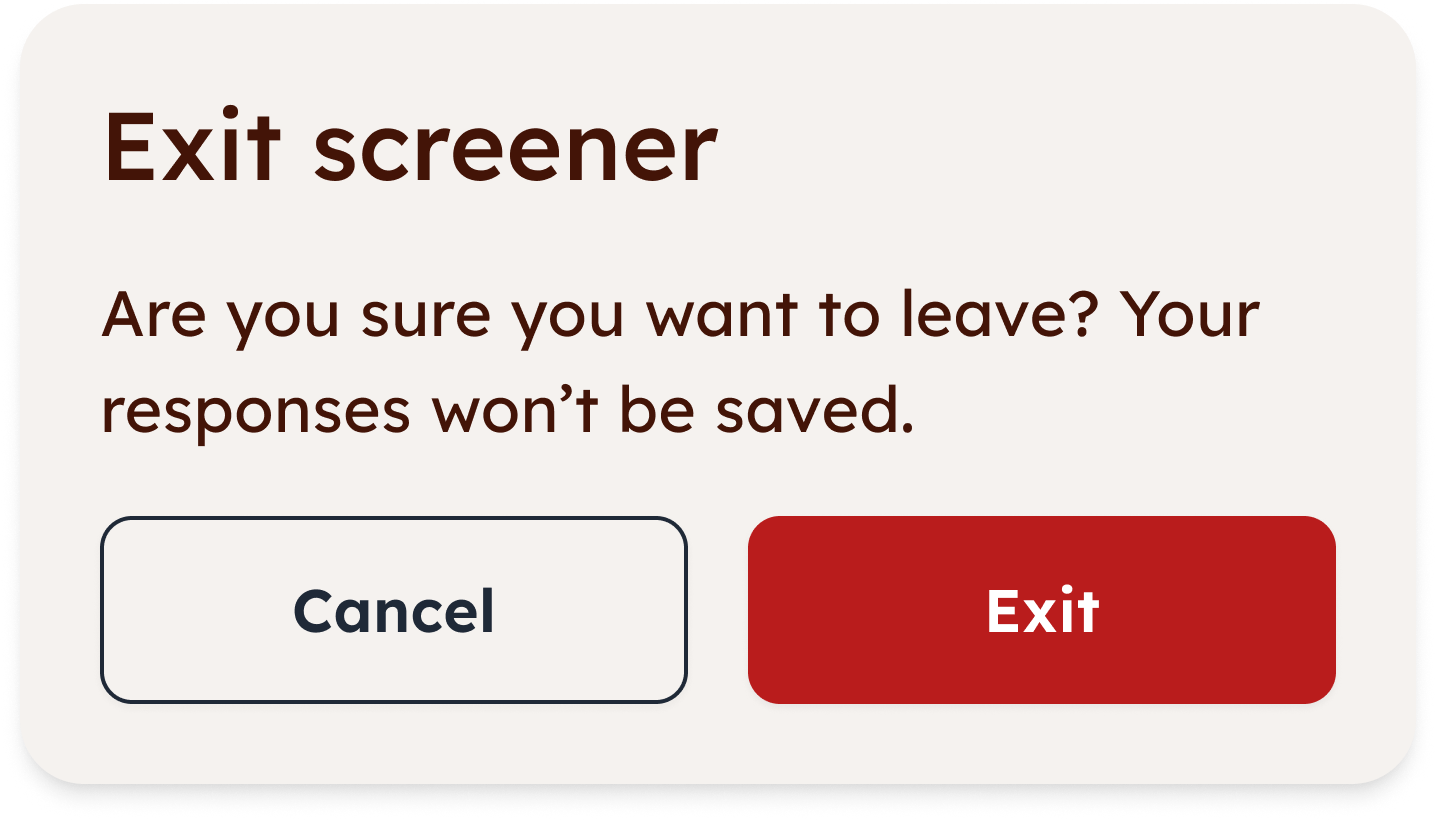 Exit screener
Are you sure you want to leave? Your
responses won’t be saved.
Cancel
Exit